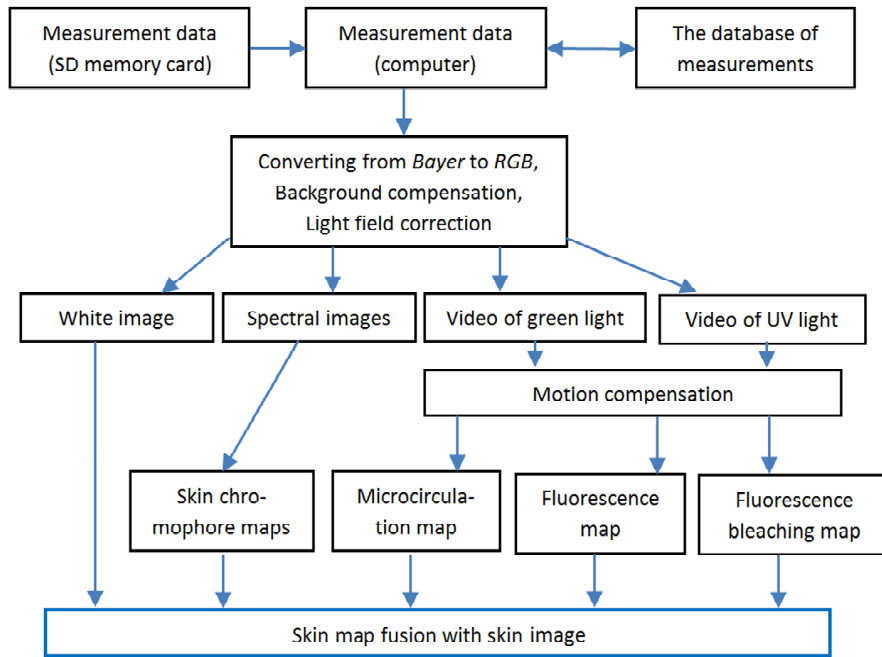 Measurement data
(SD memory card)
Measurement data
(computer)
The database of
measurements
Converting from Bayer to RGB,
Background compensation,
Light field correction
White image
Spectral images
Video of green light
Video of UV light
Motion compensation
Skin chro-
mophore maps
Microcircula-
tion map
Fluorescence
map
Fluorescence
bleaching map
Skin map fusion with skin image